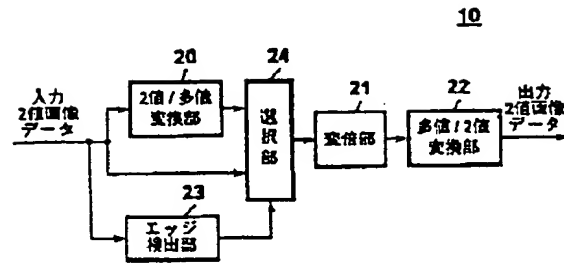 10
20
24
入力
2値画像
データ
2値/多値
変換部
選
択
部
21
変倍部
22
多値/2値
変換部
出力
2値画像
データ
23
エッジ
検出部